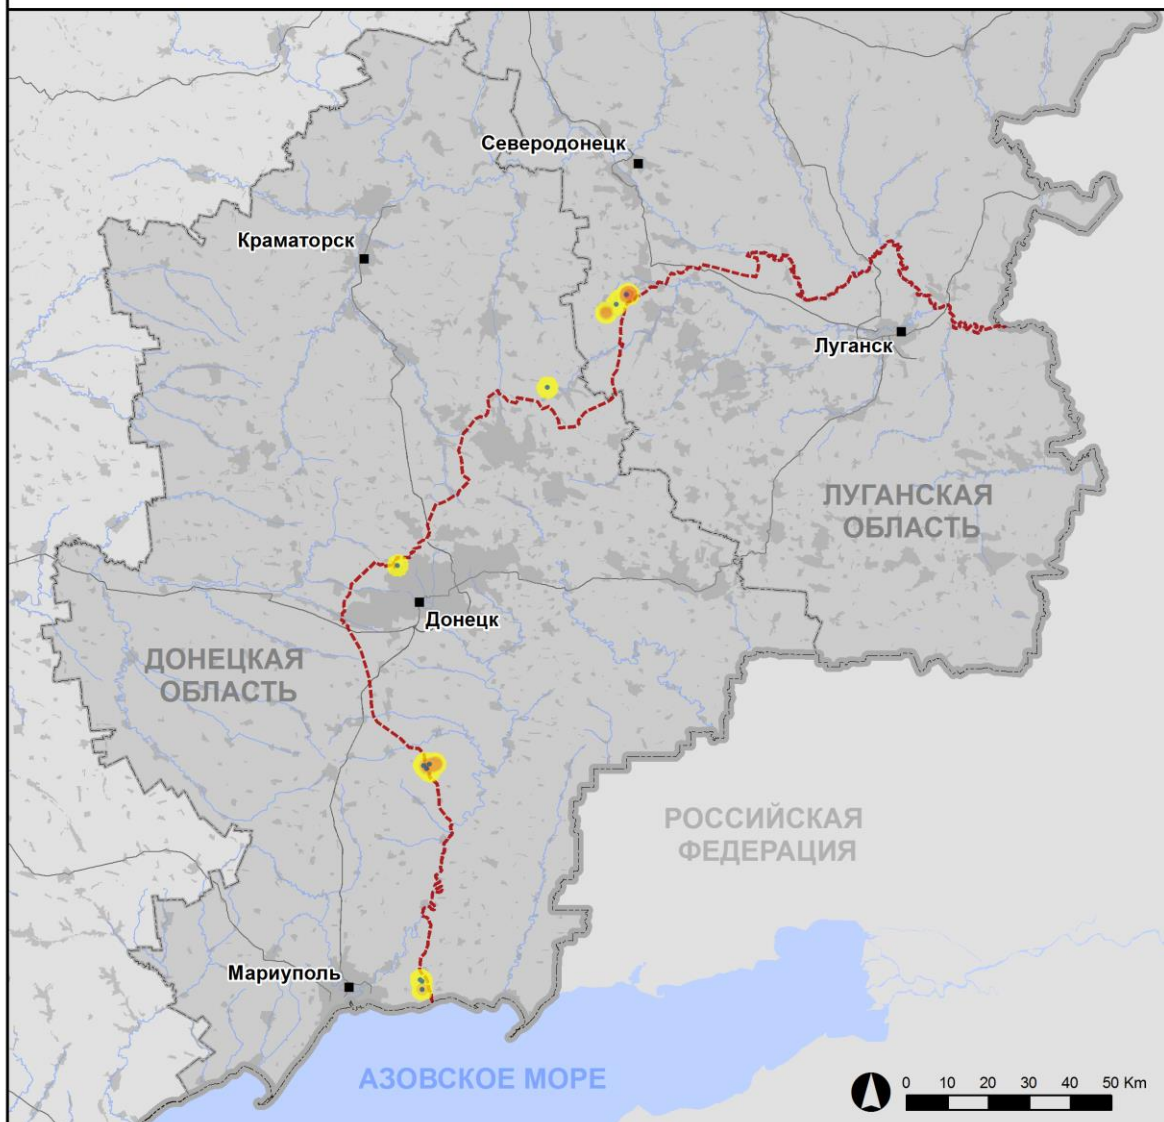 Северодонецк
Краматорск
Луганск
ЛУГАНСКАЯ
ОБЛАСТЬ
Донецк
ДОНЕЦКАЯ
ОБЛАСТЬ
РОССИЙСКАЯ
ФЕДЕРАЦИЯ
Мариуполь
АЗОВСКОЕ МОРЕ
0 10 20 30 40 50 Km